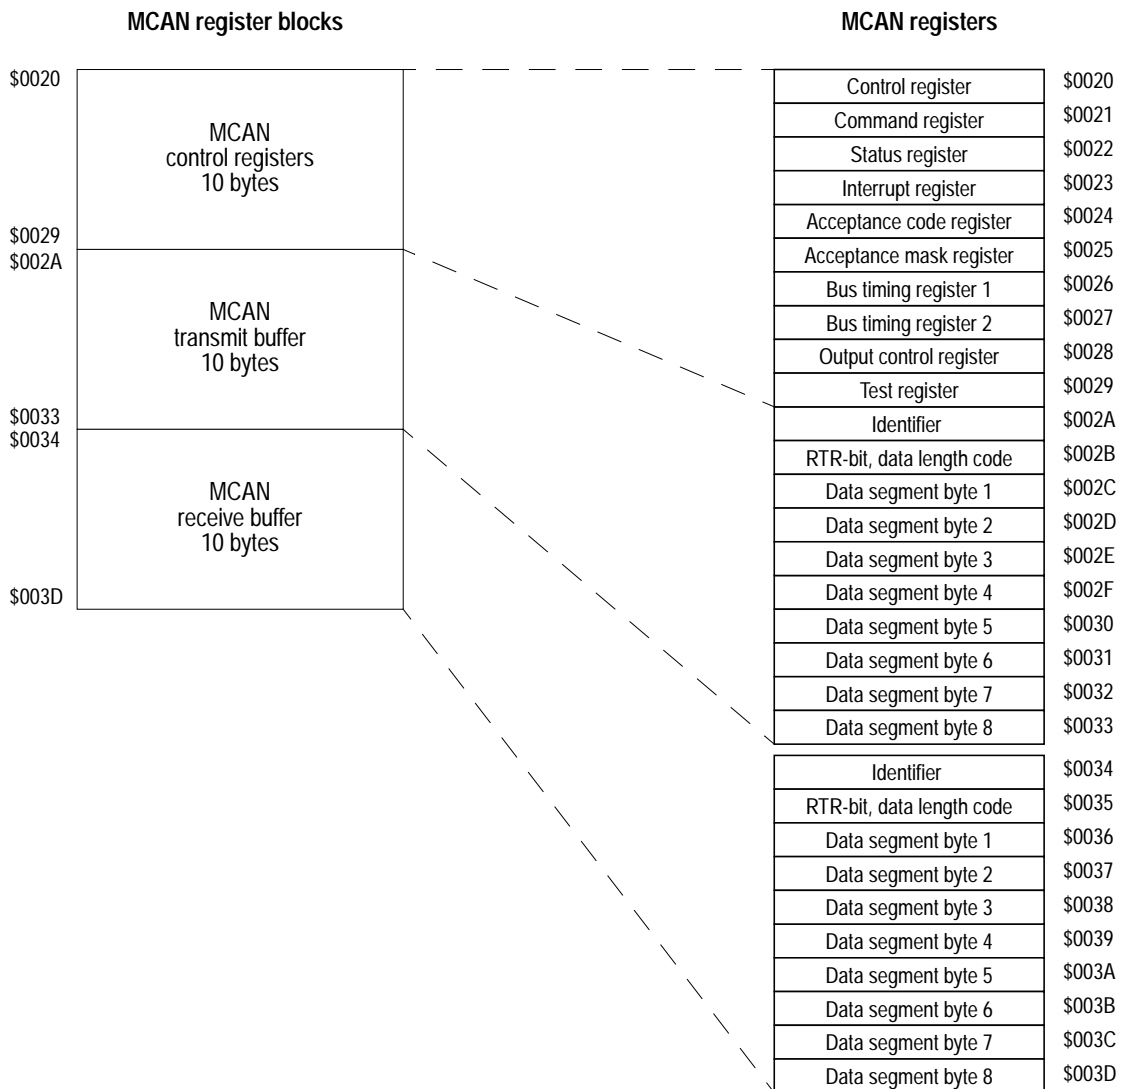 MCAN register blocks
$0020
MCAN
control registers
10 bytes
$0029
$002A
MCAN
transmit buffer
10 bytes
$0033
$0034
MCAN
receive buffer
10 bytes
$003D
MCAN registers
Control register $0020
Command register $0021
Status register $0022
Interrupt register $0023
Acceptance code register $0024
Acceptance mask register $0025
Bus timing register 1 $0026
Bus timing register 2 $0027
Output control register $0028
Test register $0029
Identifier $002A
RTR-bit, data length code $002B
Data segment byte 1 $002C
Data segment byte 2 $002D
Data segment byte 3 $002E
Data segment byte 4 $002F
Data segment byte 5 $0030
Data segment byte 6 $0031
Data segment byte 7 $0032
Data segment byte 8 $0033
Identifier $0034
RTR-bit, data length code $0035
Data segment byte 1 $0036
Data segment byte 2 $0037
Data segment byte 3 $0038
Data segment byte 4 $0039
Data segment byte 5 $003A
Data segment byte 6 $003B
Data segment byte 7 $003C
Data segment byte 8 $003D